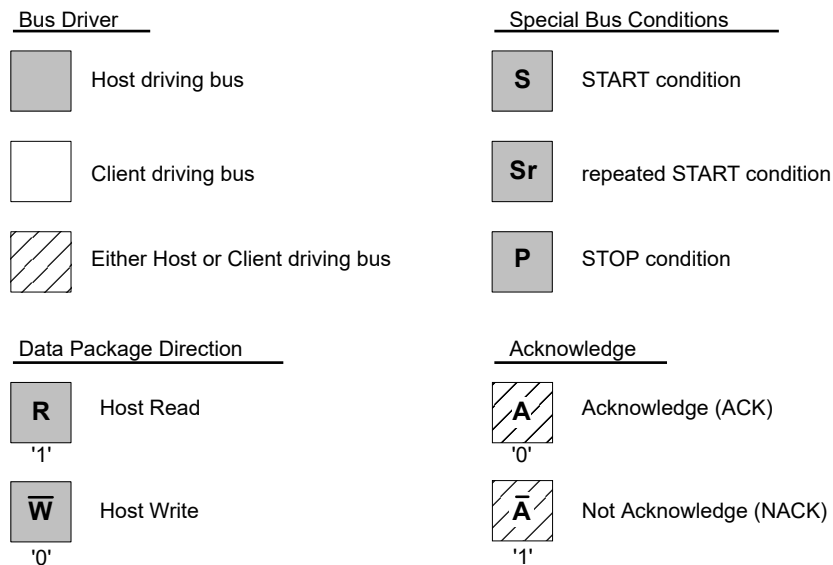 Bus Driver
Host driving bus
Client driving bus
Either Host or Client driving bus
Special Bus Conditions
S START condition
Sr repeated START condition
P STOP condition
Data Package Direction
R Host Read
'1'
W̅ Host Write
'0'
Acknowledge
A Acknowledge (ACK)
'0'
A̅ Not Acknowledge (NACK)
'1'